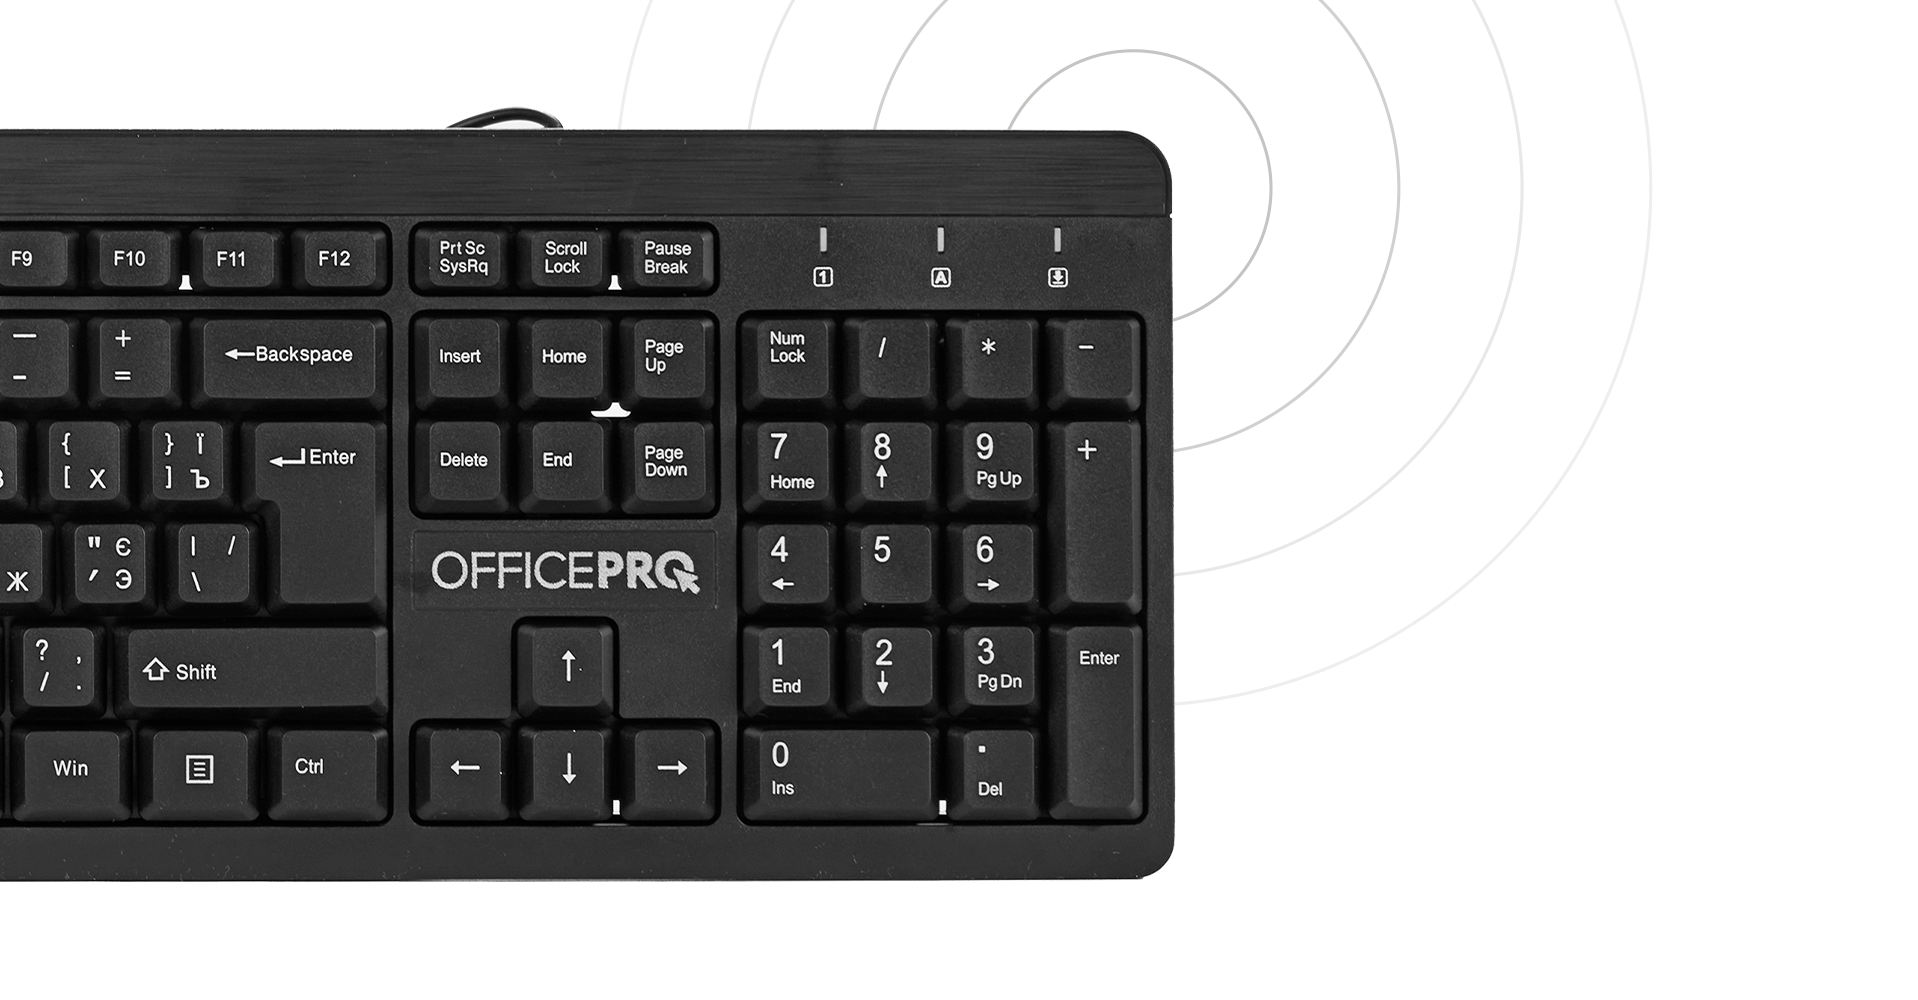 F9 F10 F11 F12 Prt Sc Scroll Pause
SysRq Lock Break
1 A
— + ←Backspace Insert Home Page Num / * −
- = Up Lock
{ } Ї Enter Delete End Page 7 8 9 +
[ Х ] Ъ Down Home ↑ Pg Up
Ж " Є | / OFFICEPRO 4 5 6
' Э \ ← →
? , Shift ↑ 1 2 3 Enter
/ . End ↓ Pg Dn
Win Ctrl ← ↓ → 0 .
Ins Del